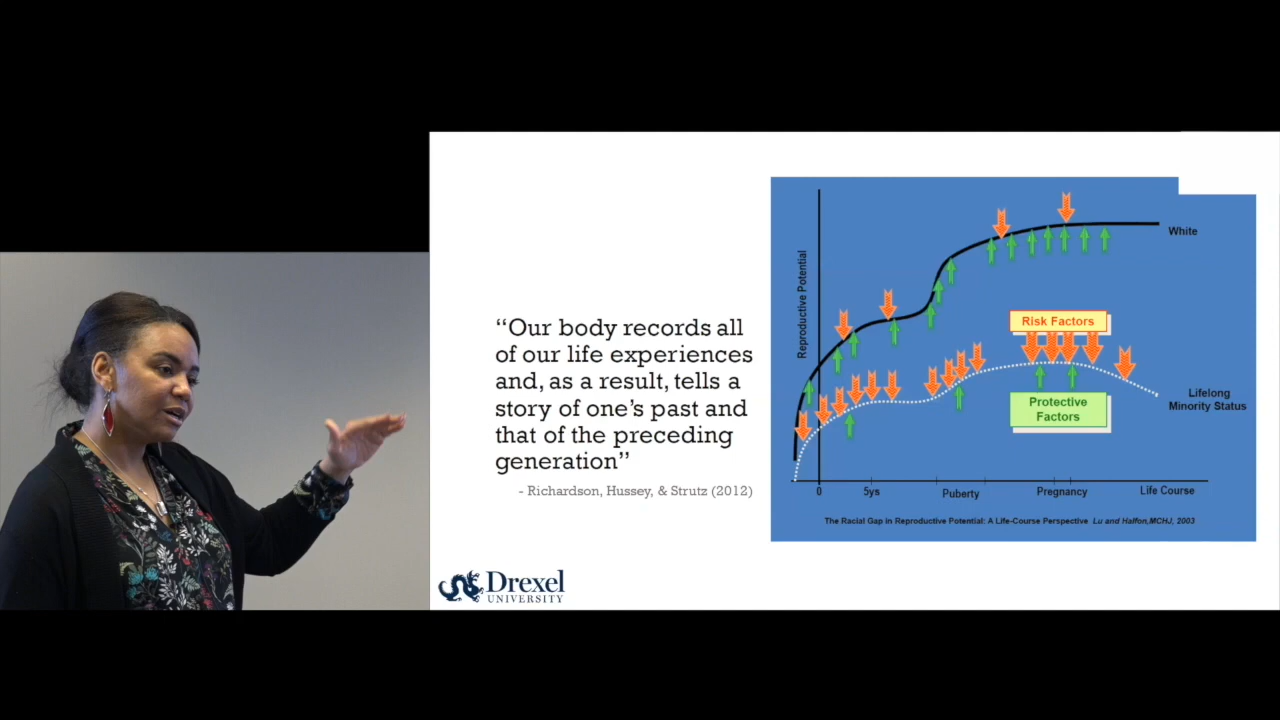 “Our body records all
of our life experiences
and, as a result, tells a
story of one’s past and
that of the preceding
generation”
- Richardson, Hussey, & Strutz (2012)
Drexel
UNIVERSITY
Reproductive Potential
White
Risk Factors
Protective
Factors
Lifelong
Minority Status
0
5ys
Puberty
Pregnancy
Life Course
The Racial Gap in Reproductive Potential: A Life-Course Perspective Lu and Halfon,MCHJ, 2003